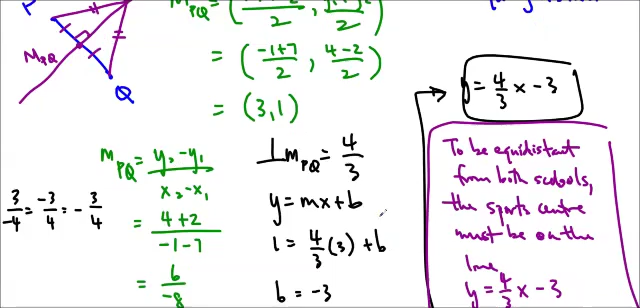 P
M_PQ
Q
= (-1+7/2, 4-2/2)
= (3,1)
M_PQ = y₂-y₁/x₂-x₁
= 4+2/-1-7
= 6/-8
3/-4 = -3/4 = -3/4
⊥m_PQ = 4/3
y = mx+b
1 = 4/3(3)+b
b = -3
y = 4/3 x - 3
To be equidistant
from both schools,
the sports centre
must be on the
line
y = 4/3 x - 3